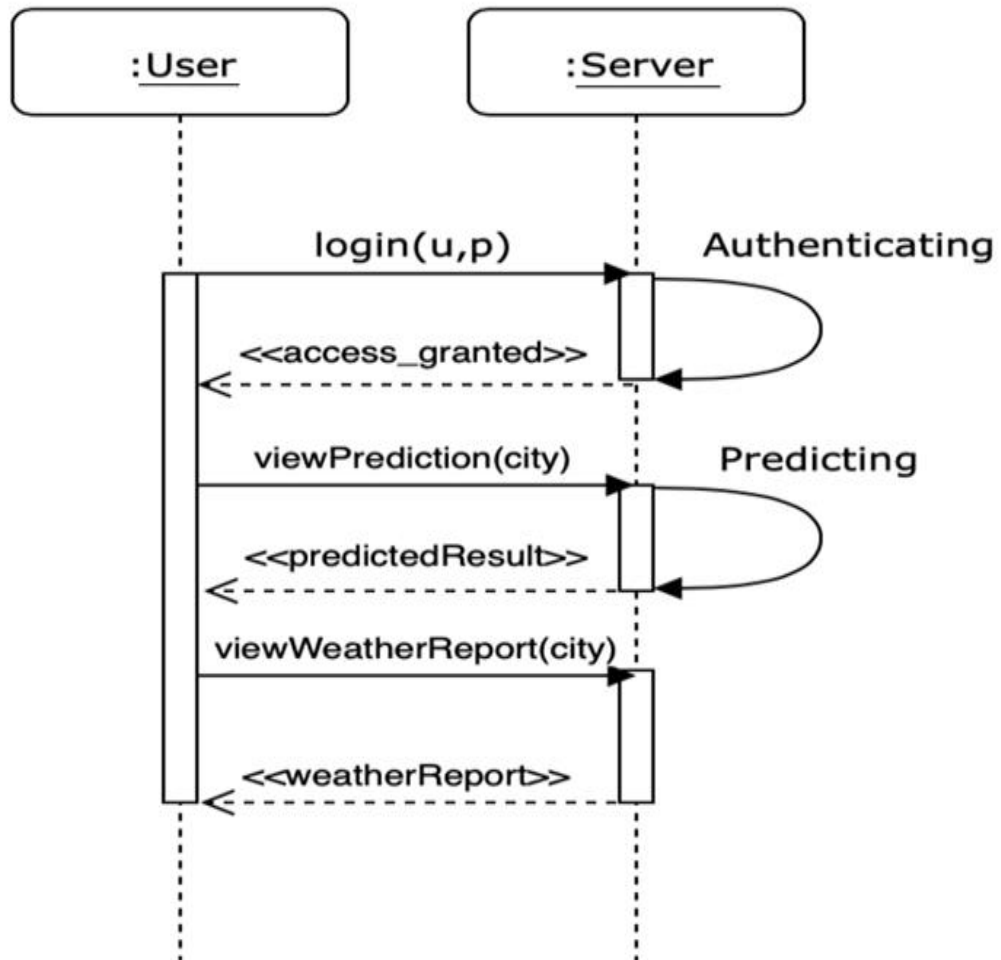 :User
:Server
login(u,p)
Authenticating
<<access_granted>>
viewPrediction(city)
Predicting
<<predictedResult>>
viewWeatherReport(city)
<<weatherReport>>